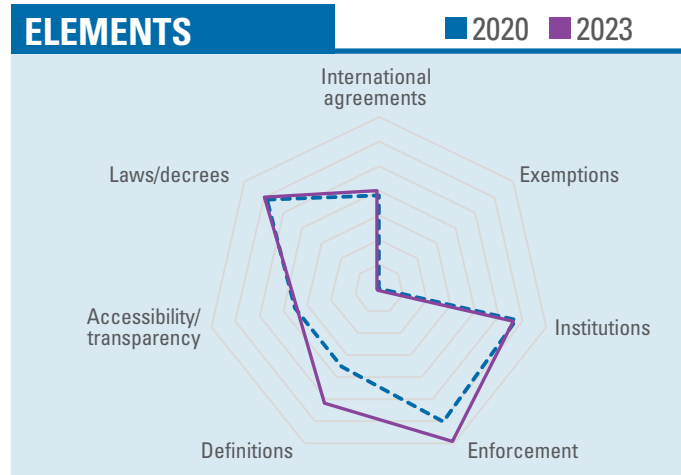 ELEMENTS
2020 2023
International
agreements
Laws/decrees
Exemptions
Accessibility/
transparency
Institutions
Definitions
Enforcement